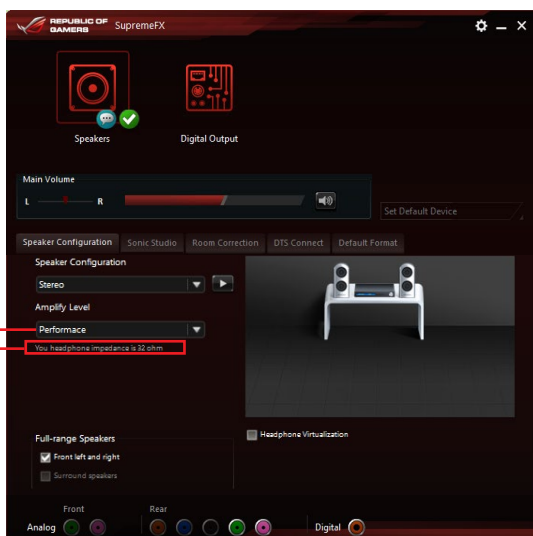 REPUBLIC OF
GAMERS
SupremeFX
Speakers
Digital Output
Main Volume
L
R
Set Default Device
Speaker Configuration
Sonic Studio
Room Correction
DTS Connect
Default Format
Speaker Configuration
Stereo
Amplify Level
Performace
You headphone impedance is 32 ohm
Full-range Speakers
Headphone Virtualization
Front left and right
Surround speakers
Front
Rear
Analog
Digital